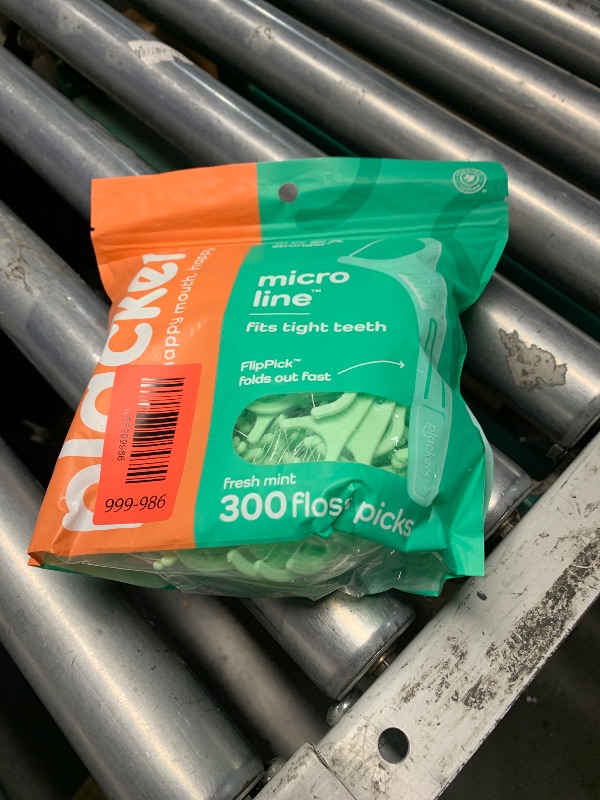 plackers
happy mouth. happy
micro
line™
fits tight teeth
FlipPick™
folds out fast
plackers
fresh mint
300 floss picks
999-986